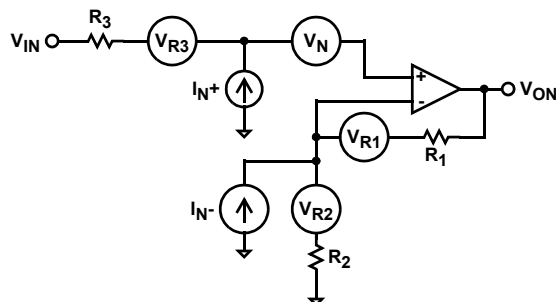 R3
VIN
VR3
VN
IN+
+
-
VON
VR1
R1
IN-
VR2
R2